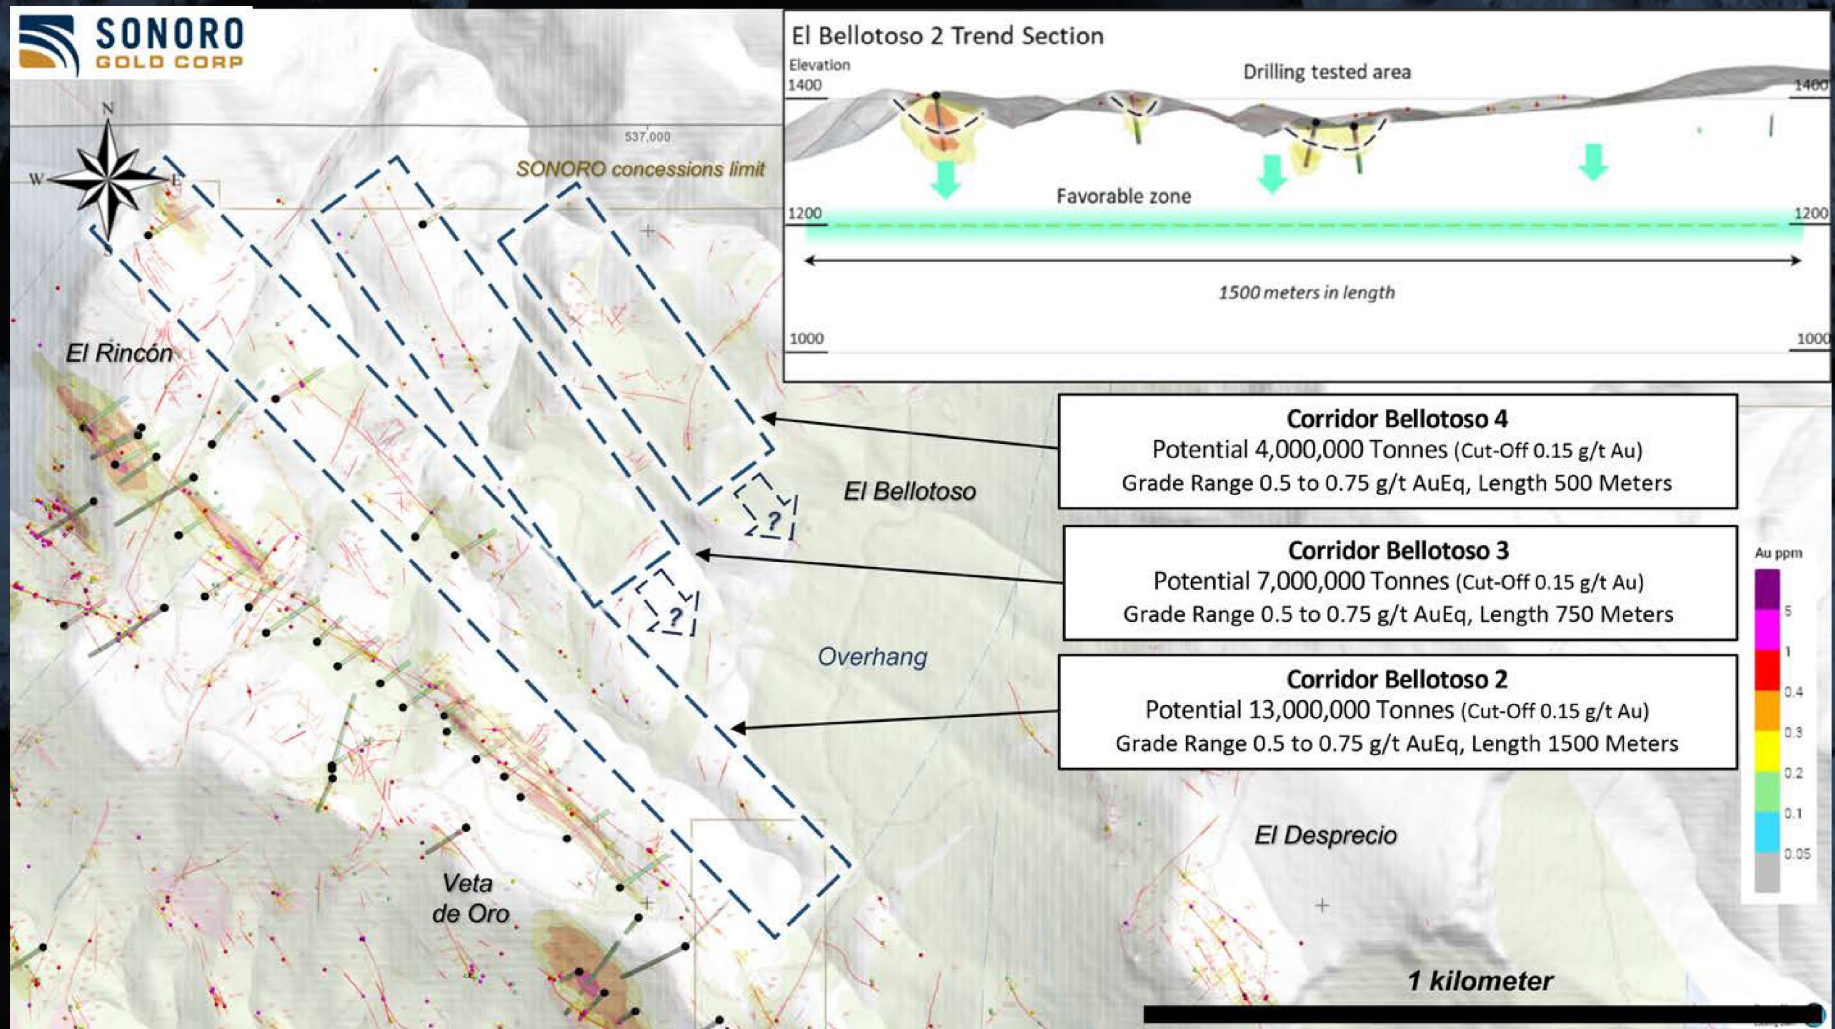 SONORO
GOLD CORP
N
W
E
S
537,000
SONORO concessions limit
El Bellotoso 2 Trend Section
Elevation
1400
Drilling tested area
1400
Favorable zone
1200
1200
1500 meters in length
1000
1000
El Rincón
Corridor Bellotoso 4
Potential 4,000,000 Tonnes (Cut-Off 0.15 g/t Au)
Grade Range 0.5 to 0.75 g/t AuEq, Length 500 Meters
El Bellotoso
?
Corridor Bellotoso 3
Potential 7,000,000 Tonnes (Cut-Off 0.15 g/t Au)
Grade Range 0.5 to 0.75 g/t AuEq, Length 750 Meters
?
Overhang
Corridor Bellotoso 2
Potential 13,000,000 Tonnes (Cut-Off 0.15 g/t Au)
Grade Range 0.5 to 0.75 g/t AuEq, Length 1500 Meters
Au ppm
5
1
0.4
0.3
0.2
0.1
0.05
El Desprecio
Veta
de Oro
1 kilometer